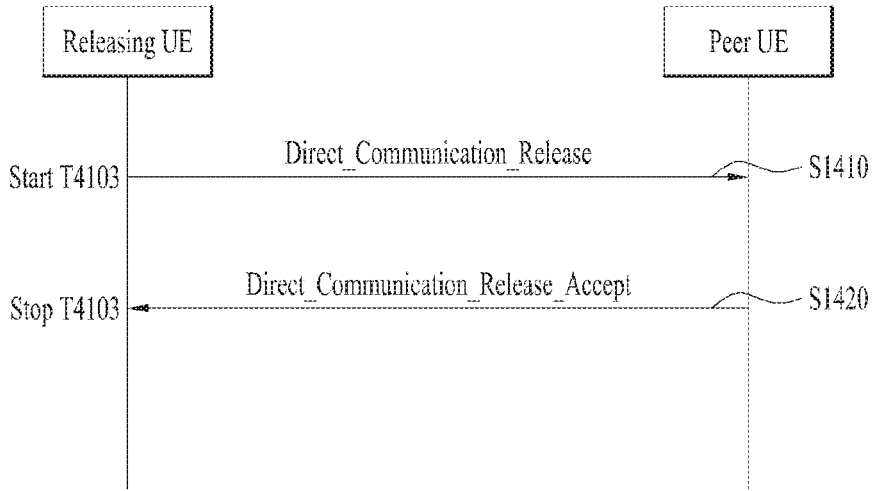 Releasing UE
Peer UE
Direct_Communication_Release
Start T4103
S1410
Direct_Communication_Release_Accept
Stop T4103
S1420